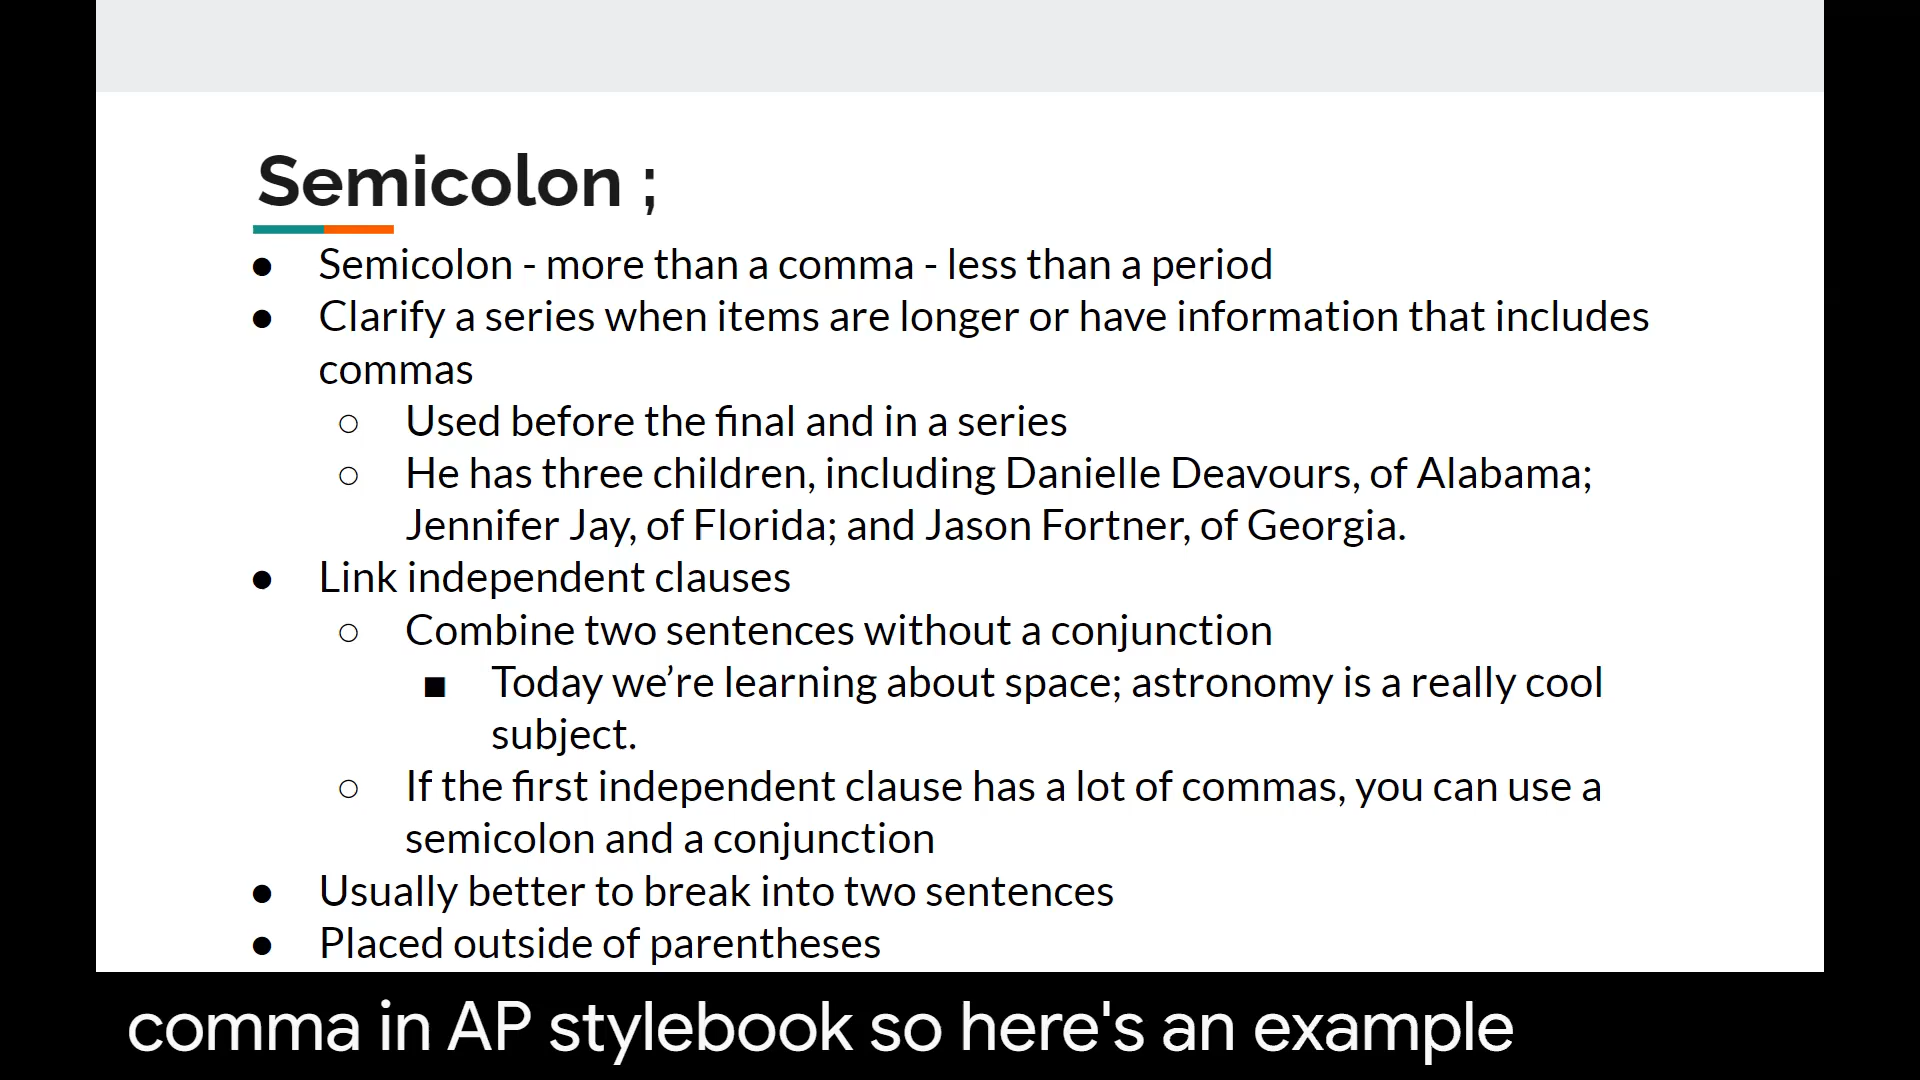 Semicolon ;
● Semicolon - more than a comma - less than a period
● Clarify a series when items are longer or have information that includes
commas
○ Used before the final and in a series
○ He has three children, including Danielle Deavours, of Alabama;
Jennifer Jay, of Florida; and Jason Fortner, of Georgia.
● Link independent clauses
○ Combine two sentences without a conjunction
■ Today we’re learning about space; astronomy is a really cool
subject.
○ If the first independent clause has a lot of commas, you can use a
semicolon and a conjunction
● Usually better to break into two sentences
● Placed outside of parentheses
comma in AP stylebook so here's an example